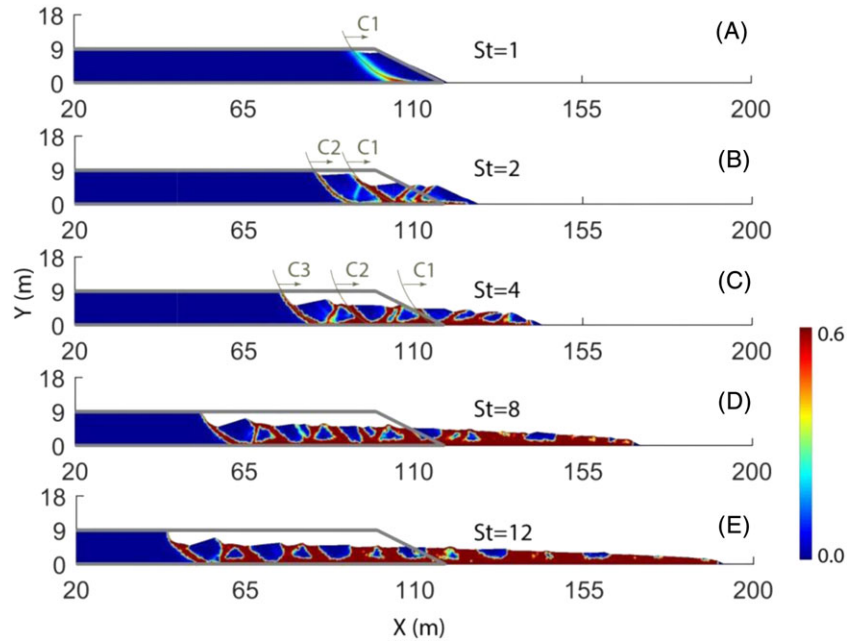 18
9
0
C1
St=1
(A)
20 65 110 155 200
18
9
0
C2 C1
St=2
(B)
20 65 110 155 200
18
9
0
C3 C2 C1
St=4
(C)
20 65 110 155 200
Y (m)
0.6
0.0
18
9
0
St=8
(D)
20 65 110 155 200
18
9
0
St=12
(E)
20 65 110 155 200
X (m)